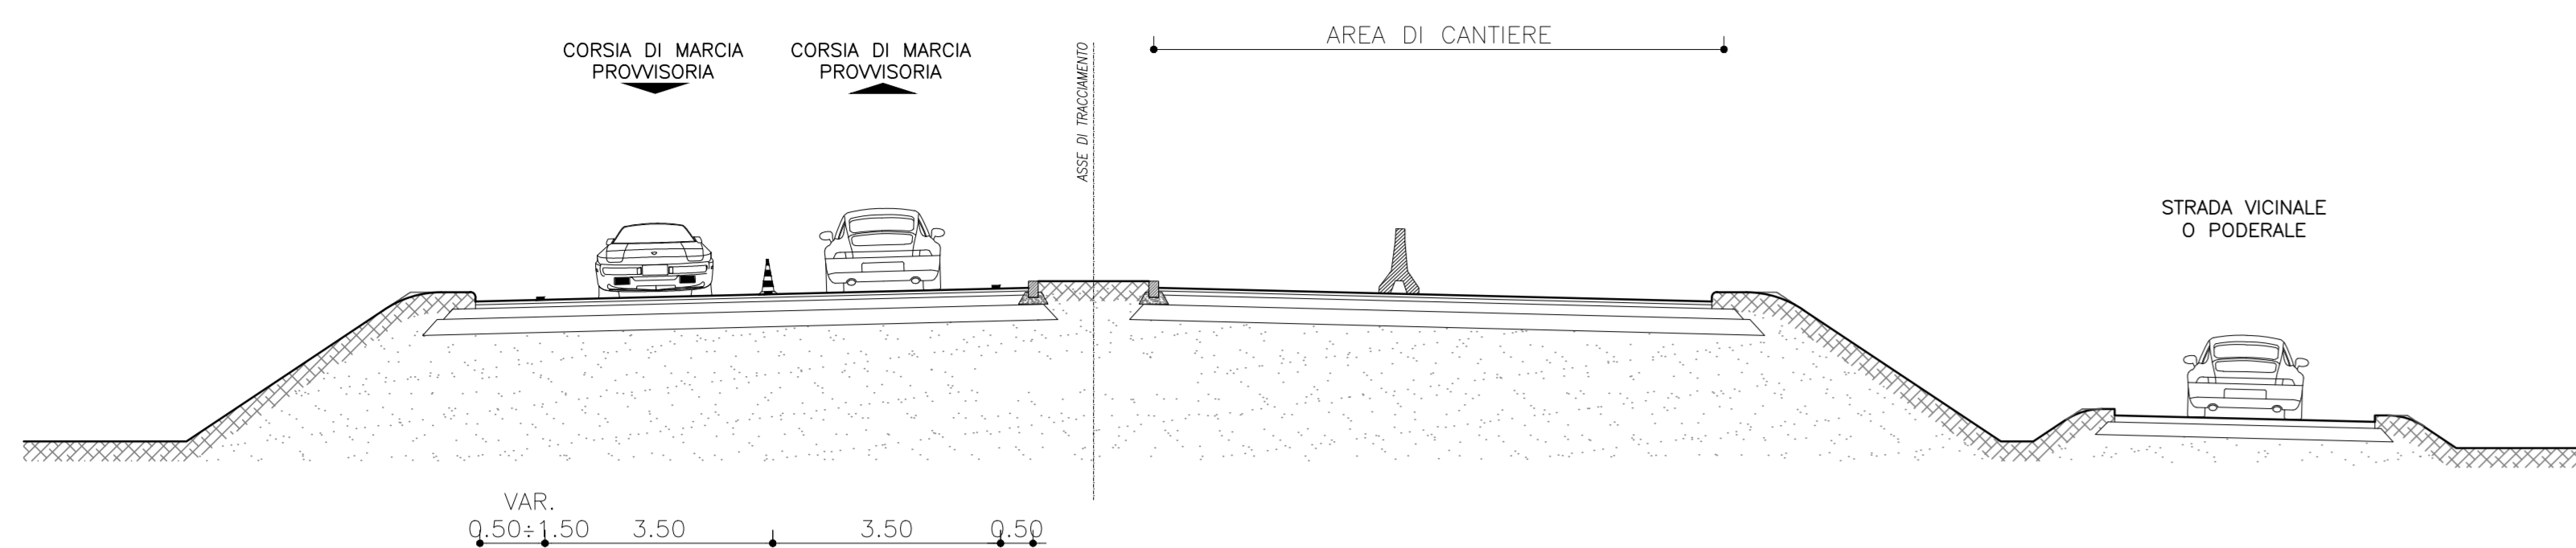 AREA DI CANTIERE
CORSIA DI MARCIA
PROVVISORIA
CORSIA DI MARCIA
PROVVISORIA
ASSE DI TRACCIAMENTO
STRADA VICINALE
O PODERALE
VAR.
0.50÷1.50 3.50 3.50 0.50